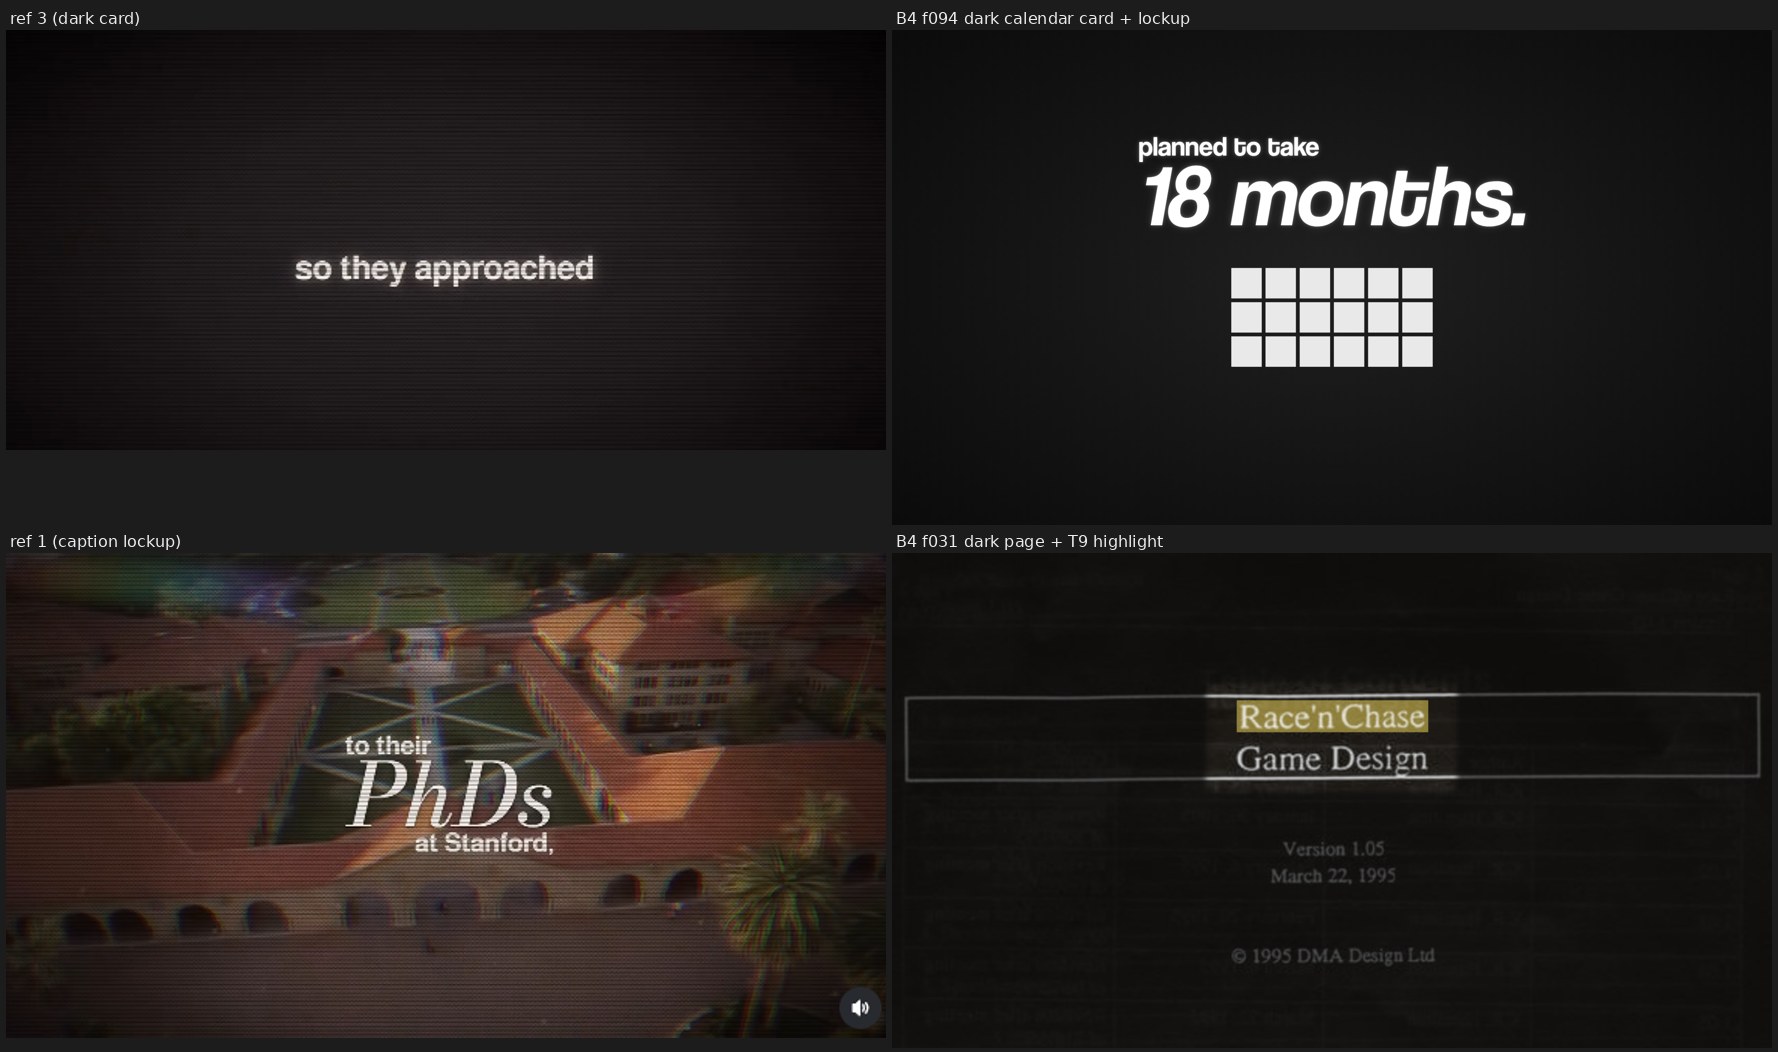 ref 3 (dark card)
so they approached
B4 f094 dark calendar card + lockup
planned to take
18 months.
ref 1 (caption lockup)
to their
PhDs
at Stanford,
B4 f031 dark page + T9 highlight
Race'n'Chase
Game Design
Version 1.05
March 22, 1995
© 1995 DMA Design Ltd